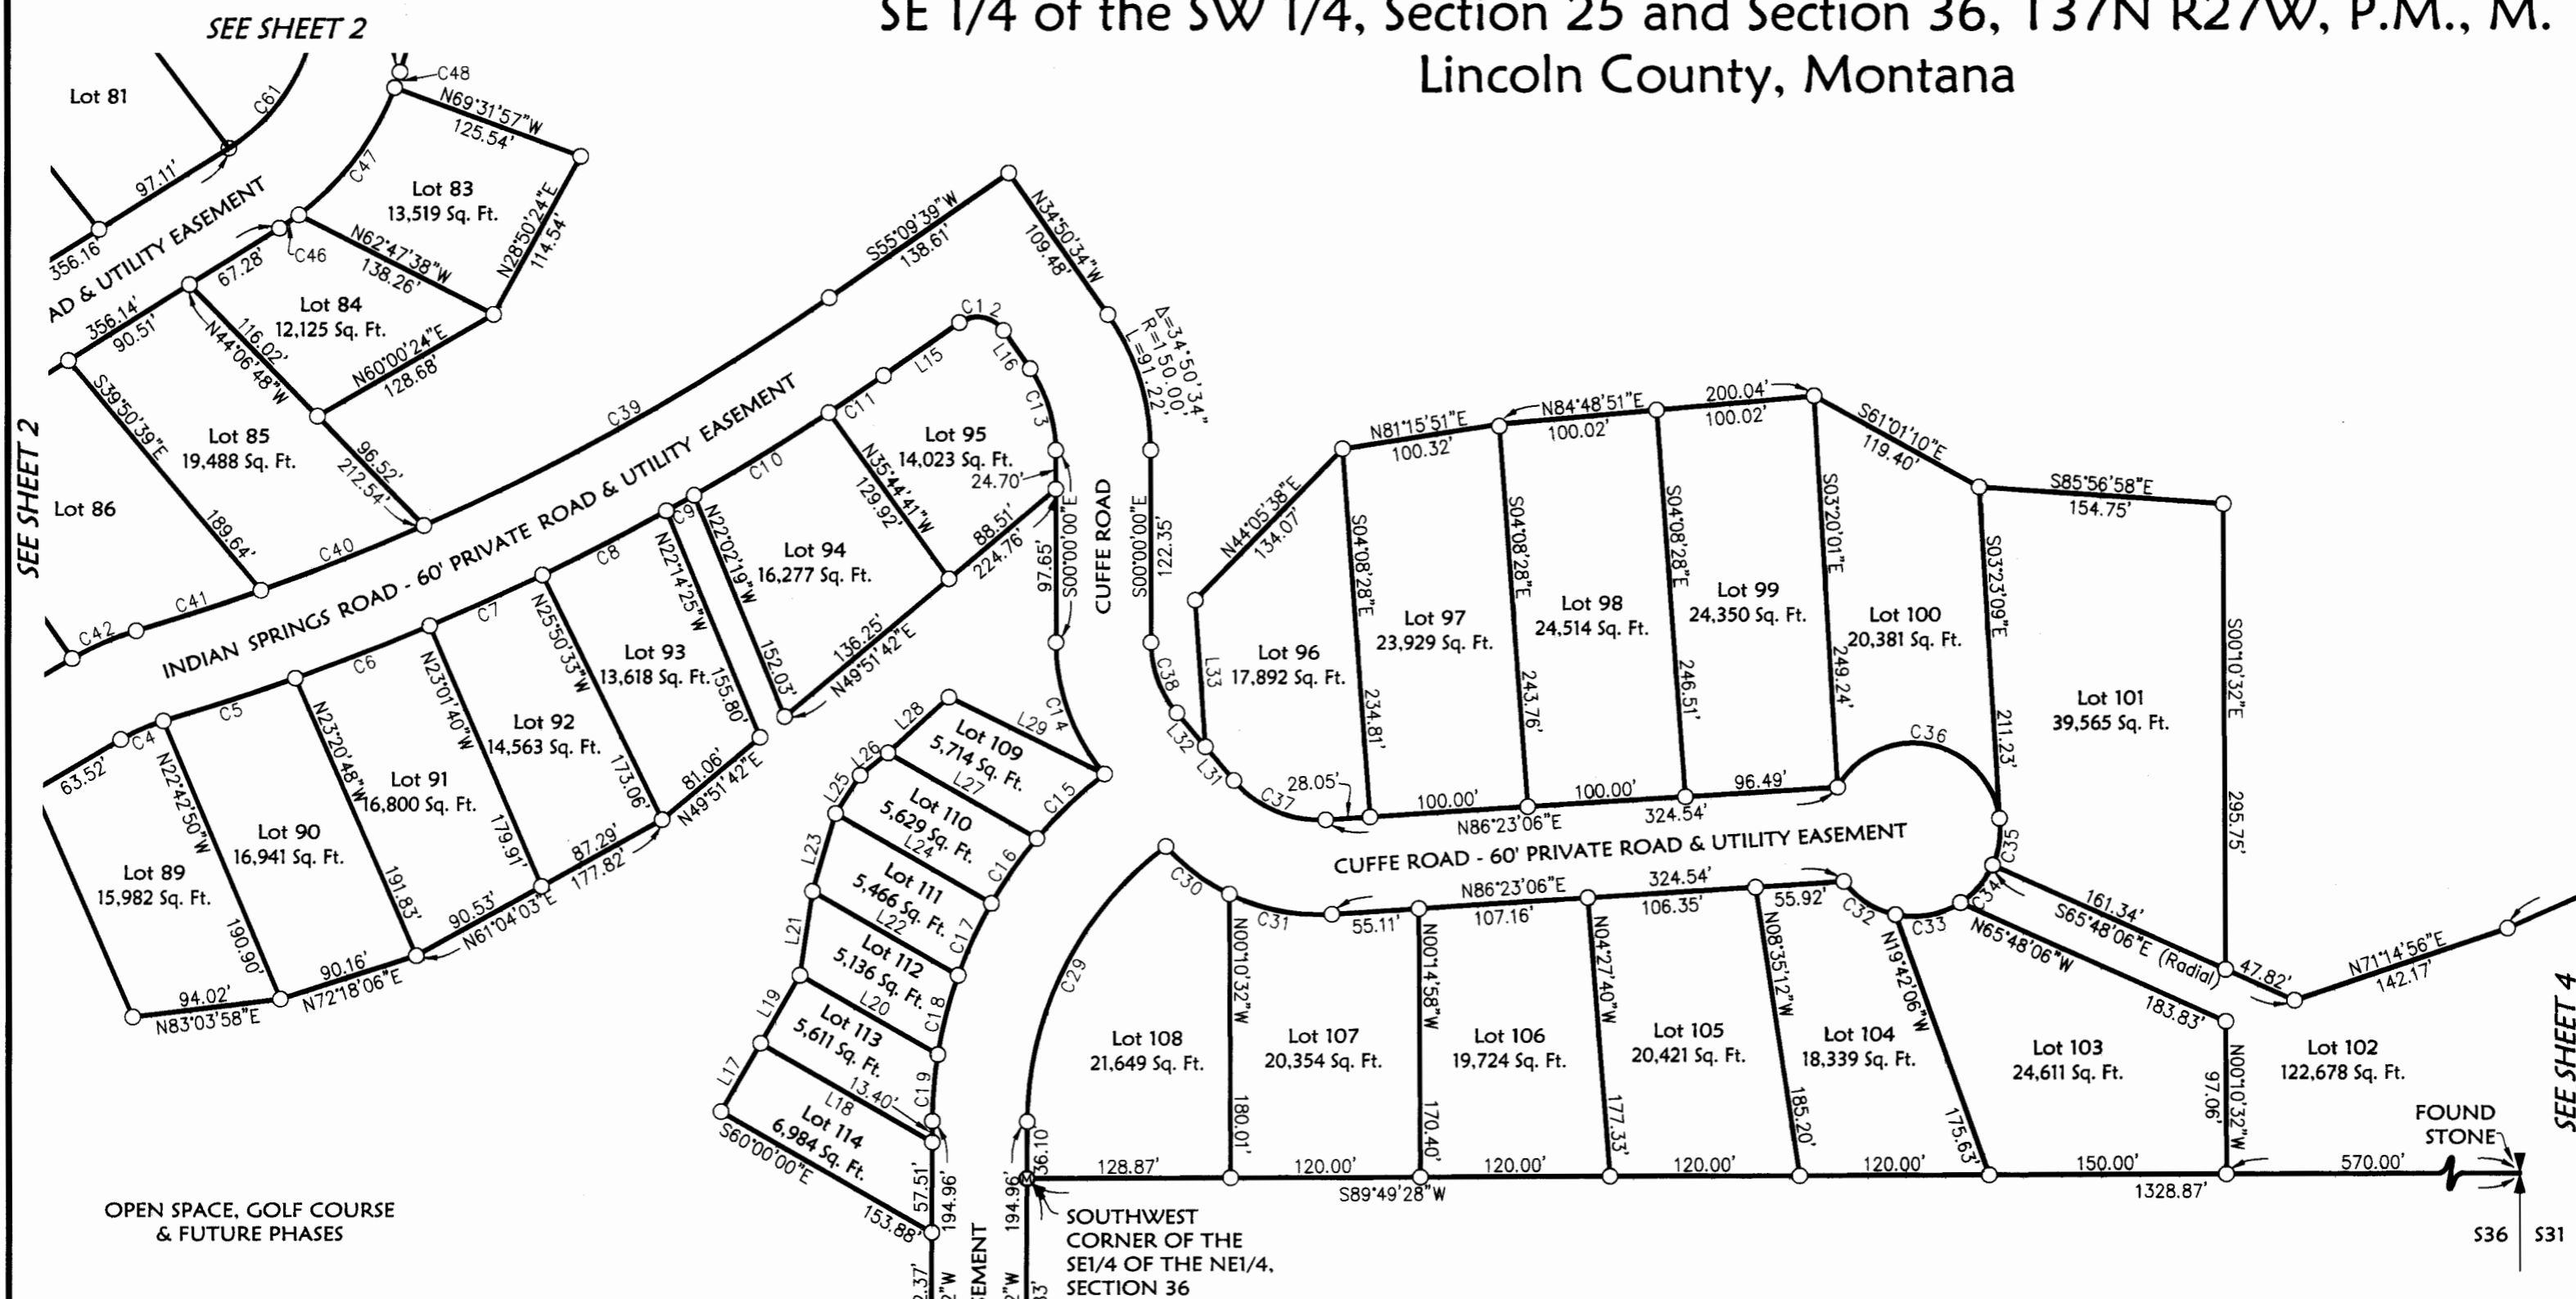 SE 1/4 of the SW 1/4, Section 25 and Section 36, T37N R27W, P.M., M.
Lincoln County, Montana
SEE SHEET 2
Lot 81
C61
C48
97.11'
356.16'
AD & UTILITY EASEMENT
N69°31'57"W
125.54'
C47
Lot 83
13,519 Sq. Ft.
N28°50'24"E
114.54'
C46
N62°47'38"W
138.26'
67.28'
Lot 84
12,125 Sq. Ft.
356.14'
90.51'
116.02'
N44°06'48"W
N60°00'24"E
128.68'
S39°50'39"E
189.64'
Lot 85
19,488 Sq. Ft.
96.52'
212.54'
SEE SHEET 2
Lot 86
C42
C41
C40
C39
S55°09'39"W
138.61'
N34°50'34"W
109.48'
Δ=34°50'34"
R=150.00'
L=91.22'
INDIAN SPRINGS ROAD - 60' PRIVATE ROAD & UTILITY EASEMENT
C12
L15
L16
C11
C13
C10
Lot 95
14,023 Sq. Ft.
24.70'
N35°44'41"W
129.92'
88.51'
224.76'
97.65'
S00°00'00"E
CUFFE ROAD
S00°00'00"E
122.35'
C9
C8
N22°02'19"W
152.03'
Lot 94
16,277 Sq. Ft.
136.25'
N49°51'42"E
N22°14'25"W
155.80'
C7
Lot 93
13,618 Sq. Ft.
N25°50'33"W
173.06'
81.06'
N49°51'42"E
C6
Lot 92
14,563 Sq. Ft.
N23°01'40"W
179.91'
87.29'
177.82'
C5
Lot 91
16,800 Sq. Ft.
N23°20'48"W
191.83'
90.53'
N61°04'03"E
C4
63.52'
Lot 90
16,941 Sq. Ft.
N22°42'50"W
190.90'
90.16'
N72°18'06"E
Lot 89
15,982 Sq. Ft.
94.02'
N83°03'58"E
C14
C38
L32
L31
L33
C37
N44°05'38"E
134.07'
Lot 96
17,892 Sq. Ft.
28.05'
N81°15'51"E
100.32'
S04°08'28"E
234.81'
Lot 97
23,929 Sq. Ft.
100.00'
N84°48'51"E
100.02'
S04°08'28"E
243.76'
Lot 98
24,514 Sq. Ft.
100.00'
200.04'
100.02'
S04°08'28"E
246.51'
Lot 99
24,350 Sq. Ft.
96.49'
S61°01'10"E
119.40'
S03°20'01"E
249.24'
Lot 100
20,381 Sq. Ft.
S85°56'58"E
154.75'
S03°23'09"E
211.23'
Lot 101
39,565 Sq. Ft.
S00°10'32"E
295.75'
N86°23'06"E
324.54'
C36
C35
C34
CUFFE ROAD - 60' PRIVATE ROAD & UTILITY EASEMENT
161.34'
S65°48'06"E (Radial)
47.82'
N71°14'56"E
142.17'
L28
L29
Lot 109
5,714 Sq. Ft.
L26
L27
C15
L25
Lot 110
5,629 Sq. Ft.
L24
C16
L23
Lot 111
5,466 Sq. Ft.
L22
C17
L21
Lot 112
5,136 Sq. Ft.
L20
C18
L19
Lot 113
5,611 Sq. Ft.
13.40'
C19
L17
L18
Lot 114
6,984 Sq. Ft.
S60°00'00"E
153.88'
57.51'
194.96'
194.96'
36.10'
C30
C29
C31
55.11'
N86°23'06"E
107.16'
324.54'
106.35'
55.92'
C32
C33
Lot 108
21,649 Sq. Ft.
128.87'
N00°10'32"W
180.01'
Lot 107
20,354 Sq. Ft.
120.00'
N00°14'58"W
170.40'
Lot 106
19,724 Sq. Ft.
120.00'
N04°27'40"W
177.33'
Lot 105
20,421 Sq. Ft.
120.00'
N08°35'12"W
185.20'
Lot 104
18,339 Sq. Ft.
120.00'
N19°42'06"W
175.63'
Lot 103
24,611 Sq. Ft.
150.00'
N65°48'06"W
183.83'
N00°10'32"W
97.06'
Lot 102
122,678 Sq. Ft.
570.00'
S89°49'28"W
1328.87'
FOUND
STONE
SEE SHEET 4
S36
S31
OPEN SPACE, GOLF COURSE
& FUTURE PHASES
M
SOUTHWEST
CORNER OF THE
SE1/4 OF THE NE1/4,
SECTION 36
EMENT